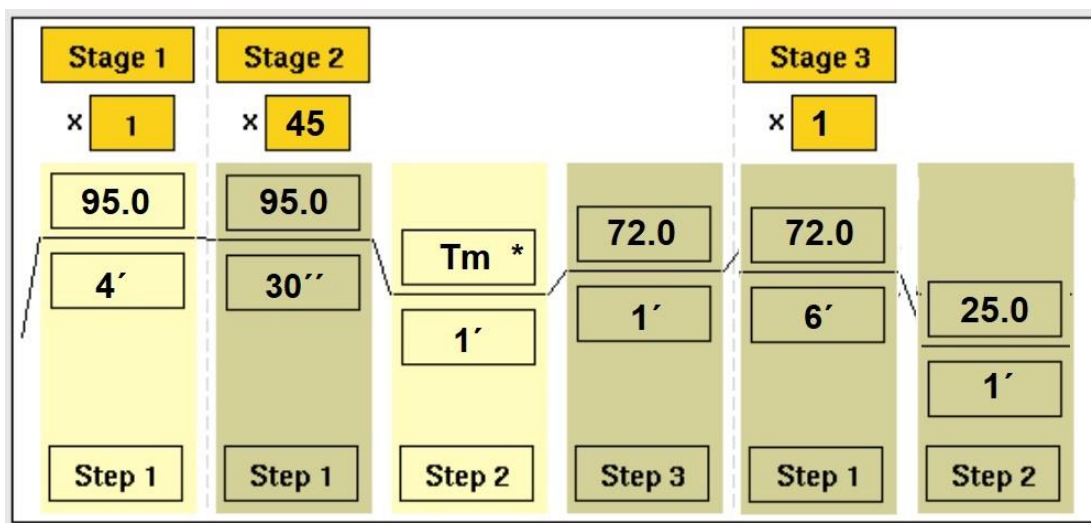 Stage 1
Stage 2
Stage 3
x 1
x 45
x 1
95.0
95.0
Tm *
72.0
72.0
25.0
4´
30´´
1´
1´
6´
1´
Step 1
Step 1
Step 2
Step 3
Step 1
Step 2